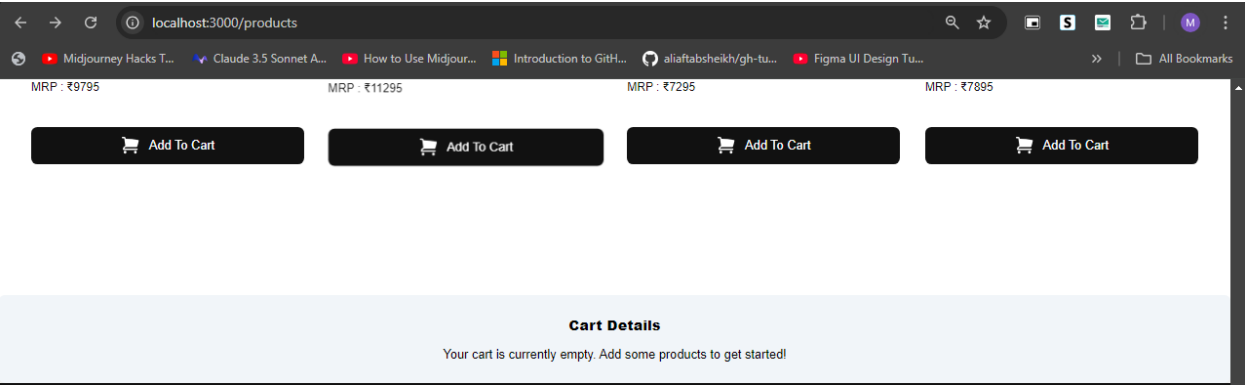 localhost:3000/products
S
M
Midjourney Hacks T...
Claude 3.5 Sonnet A...
How to Use Midjour...
Introduction to GitH...
aliaftabsheikh/gh-tu...
Figma UI Design Tu...
All Bookmarks
MRP : ₹9795
MRP : ₹11295
MRP : ₹7295
MRP : ₹7895
Add To Cart
Add To Cart
Add To Cart
Add To Cart
Cart Details
Your cart is currently empty. Add some products to get started!